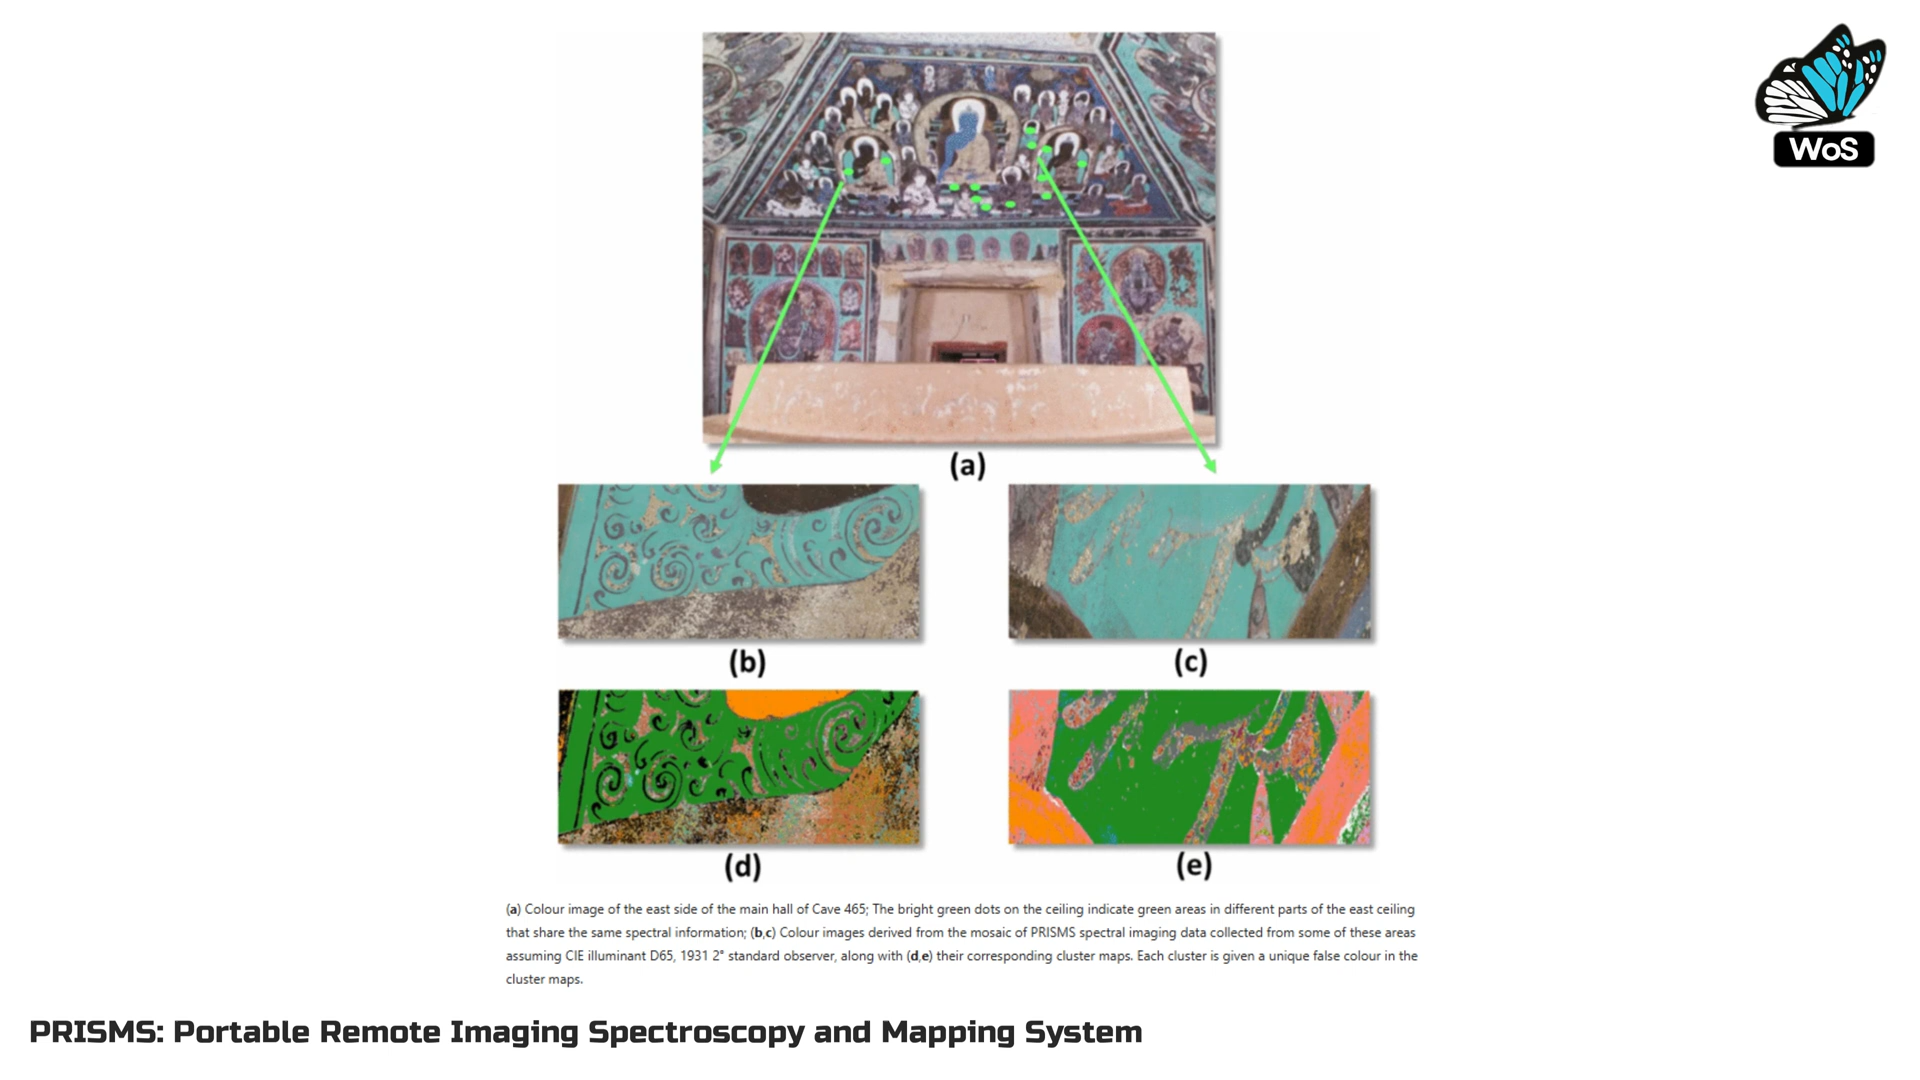 WoS
(a)
(b)
(c)
(d)
(e)
(a) Colour image of the east side of the main hall of Cave 465; The bright green dots on the ceiling indicate green areas in different parts of the east ceiling
that share the same spectral information; (b,c) Colour images derived from the mosaic of PRISMS spectral imaging data collected from some of these areas
assuming CIE illuminant D65, 1931 2° standard observer, along with (d,e) their corresponding cluster maps. Each cluster is given a unique false colour in the
cluster maps.
PRISMS: Portable Remote Imaging Spectroscopy and Mapping System